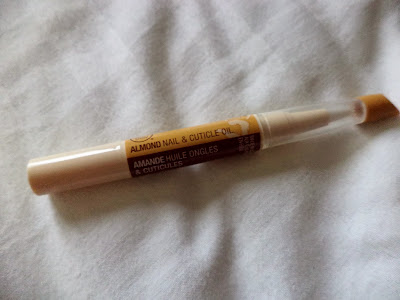 ALMOND NAIL & CUTICLE OIL
AMANDE HUILE ONGLES
& CUTICULES